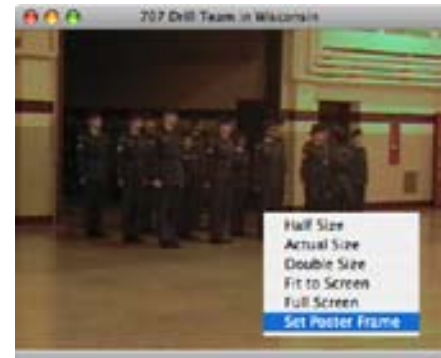 707 Drill Team in Wisconsin
Half Size
Actual Size
Double Size
Fit to Screen
Full Screen
Set Poster Frame